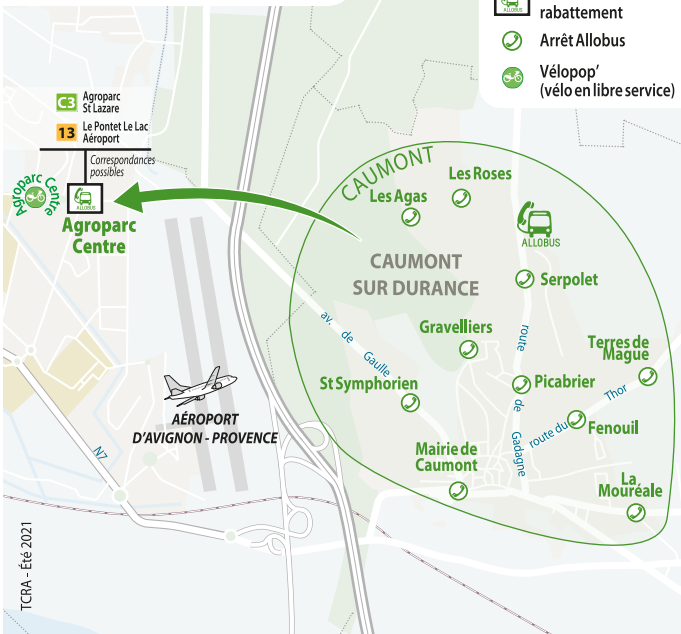 ALLOBUS
rabattement
Arrêt Allobus
Vélopop'
(vélo en libre service)
C3 Agroparc
St Lazare
13 Le Pontet Le Lac
Aéroport
Correspondances
possibles
Agroparc Centre
ALLOBUS
Agroparc
Centre
CAUMONT
Les Roses
Les Agas
ALLOBUS
CAUMONT
SUR DURANCE
Serpolet
av. de Gaulle
Gravelliers
route de Gadagne
Terres de
Mague
St Symphorien
Picabrier
route du Thor
Fenouil
AÉROPORT
D'AVIGNON - PROVENCE
N7
Mairie de
Caumont
La
Mouréale
TCRA - Été 2021